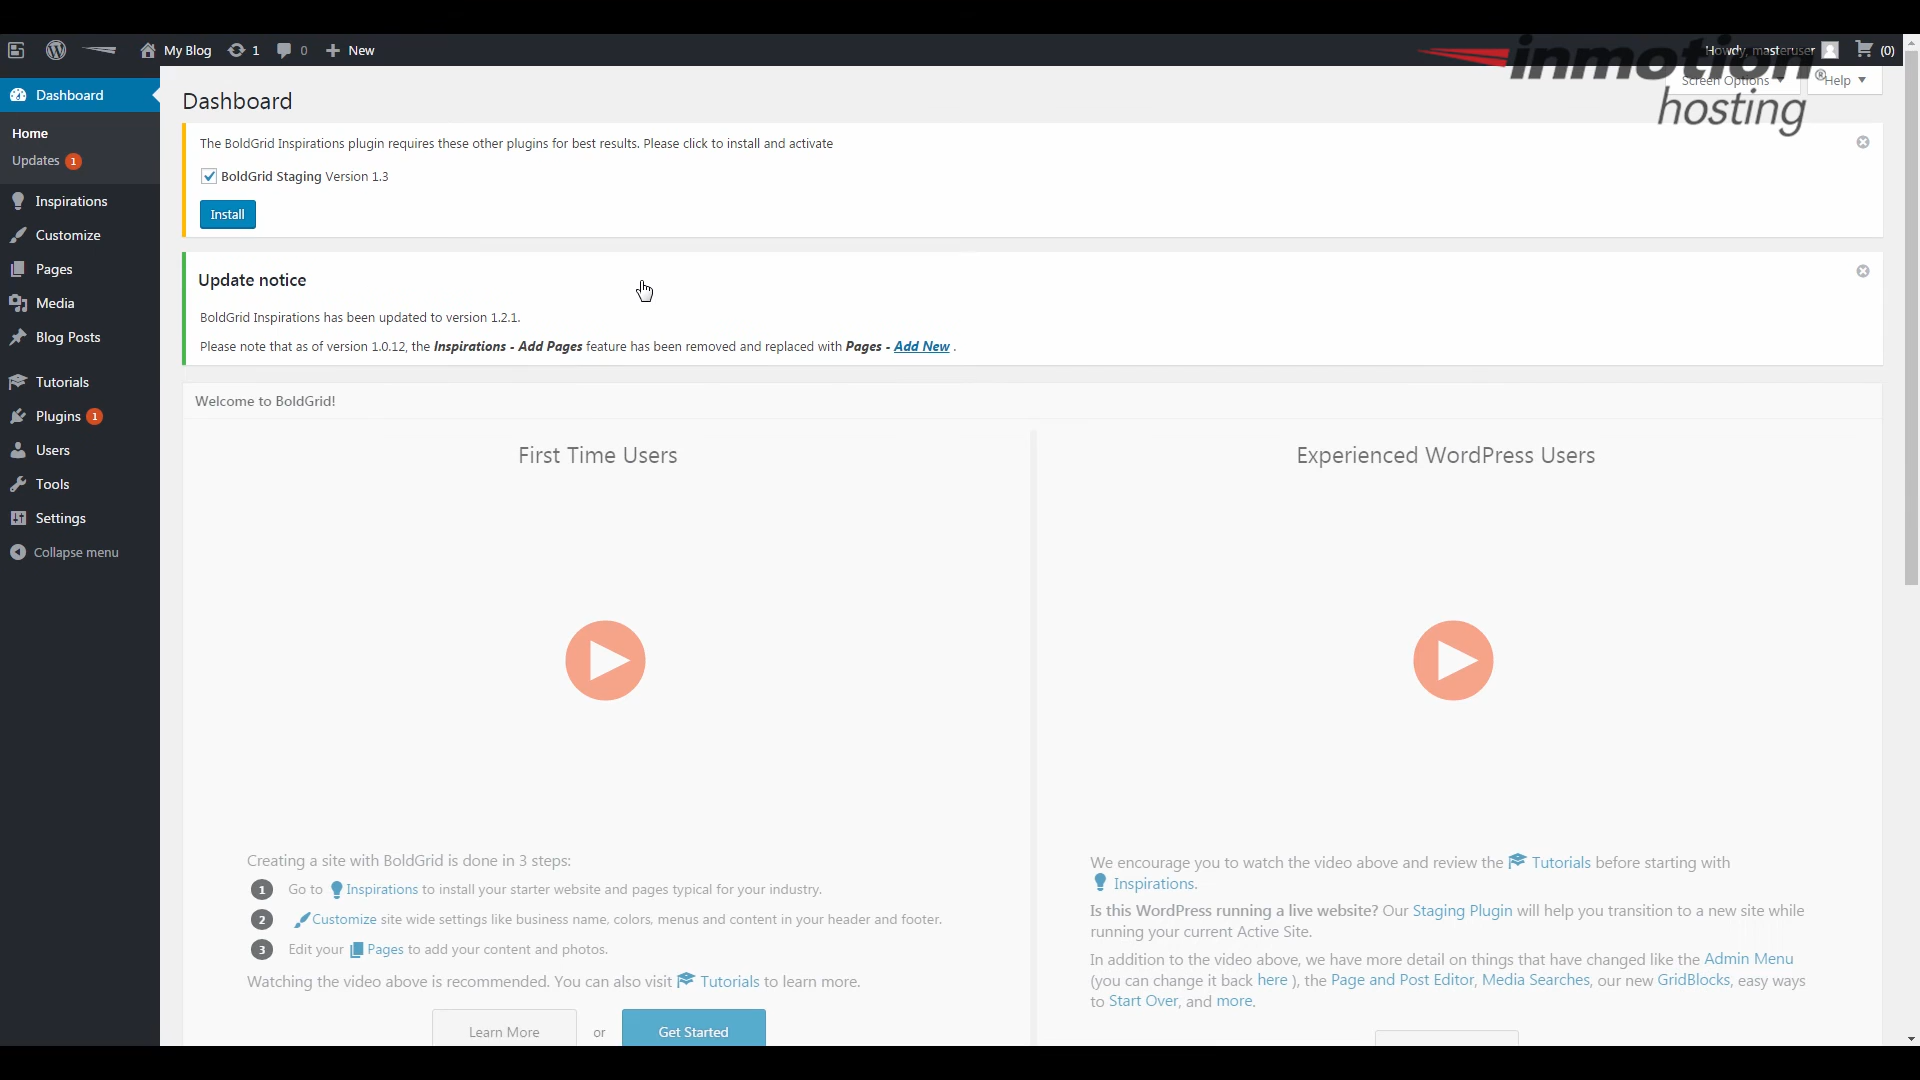 My Blog 1 0 New
Howdy, masteruser (0)
inmotion
hosting
Screen Options Help
Dashboard
Home
Updates 1
Inspirations
Customize
Pages
Media
Blog Posts
Tutorials
Plugins 1
Users
Tools
Settings
Collapse menu
Dashboard
The BoldGrid Inspirations plugin requires these other plugins for best results. Please click to install and activate
BoldGrid Staging Version 1.3
Install
Update notice
BoldGrid Inspirations has been updated to version 1.2.1.
Please note that as of version 1.0.12, the Inspirations - Add Pages feature has been removed and replaced with Pages - Add New .
Welcome to BoldGrid!
First Time Users
Creating a site with BoldGrid is done in 3 steps:
1 Go to Inspirations to install your starter website and pages typical for your industry.
2 Customize site wide settings like business name, colors, menus and content in your header and footer.
3 Edit your Pages to add your content and photos.
Watching the video above is recommended. You can also visit Tutorials to learn more.
Learn More or Get Started
Experienced WordPress Users
We encourage you to watch the video above and review the Tutorials before starting with
Inspirations.
Is this WordPress running a live website? Our Staging Plugin will help you transition to a new site while
running your current Active Site.
In addition to the video above, we have more detail on things that have changed like the Admin Menu
(you can change it back here ), the Page and Post Editor, Media Searches, our new GridBlocks, easy ways
to Start Over, and more.